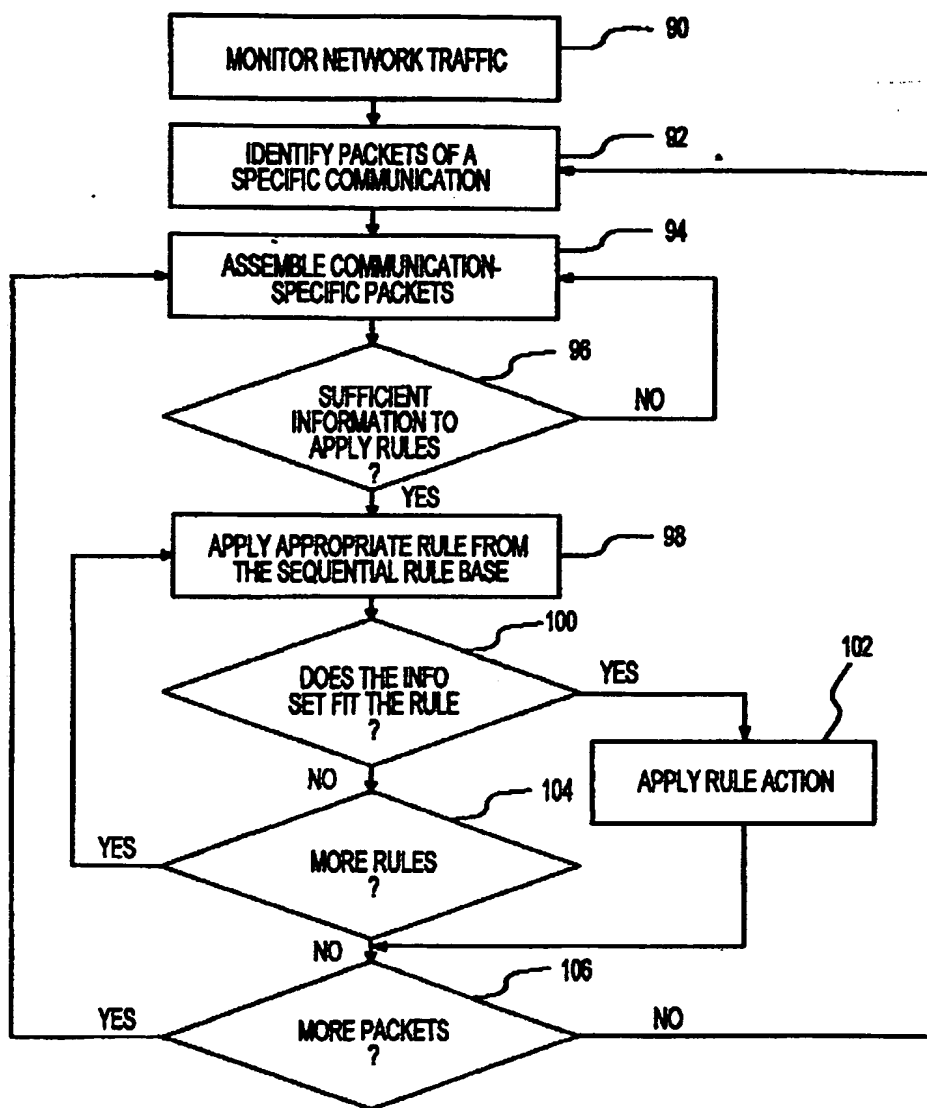 90
MONITOR NETWORK TRAFFIC
92
IDENTIFY PACKETS OF A
SPECIFIC COMMUNICATION
94
ASSEMBLE COMMUNICATION-
SPECIFIC PACKETS
96
SUFFICIENT
INFORMATION TO
APPLY RULES
?
NO
YES
APPLY APPROPRIATE RULE FROM
THE SEQUENTIAL RULE BASE
98
100
DOES THE INFO
SET FIT THE RULE
?
YES
102
APPLY RULE ACTION
NO
104
YES
MORE RULES
?
NO
106
YES
MORE PACKETS
?
NO